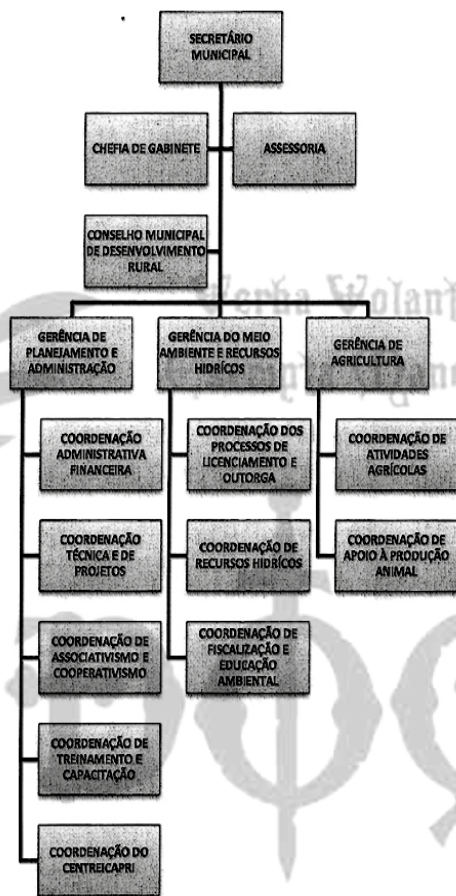 SECRETÁRIO
MUNICIPAL
CHEFIA DE GABINETE
ASSESSORIA
CONSELHO MUNICIPAL
DE DESENVOLVIMENTO
RURAL
GERÊNCIA DE
PLANEJAMENTO E
ADMINISTRAÇÃO
GERÊNCIA DO MEIO
AMBIENTE E RECURSOS
HIDRÍCOS
GERÊNCIA DE
AGRICULTURA
COORDENAÇÃO
ADMINISTRATIVA
FINANCEIRA
COORDENAÇÃO DOS
PROCESSOS DE
LICENCIAMENTO E
OUTORGA
COORDENAÇÃO DE
ATIVIDADES
AGRÍCOLAS
COORDENAÇÃO
TÉCNICA E DE
PROJETOS
COORDENAÇÃO DE
RECURSOS HIDRÍCOS
COORDENAÇÃO DE
APOIO À PRODUÇÃO
ANIMAL
COORDENAÇÃO DE
ASSOCIATIVISMO E
COOPERATIVISMO
COORDENAÇÃO DE
FISCALIZAÇÃO E
EDUCAÇÃO
AMBIENTAL
COORDENAÇÃO DE
TREINAMENTO E
CAPACITAÇÃO
COORDENAÇÃO DO
CENTREICAPRI